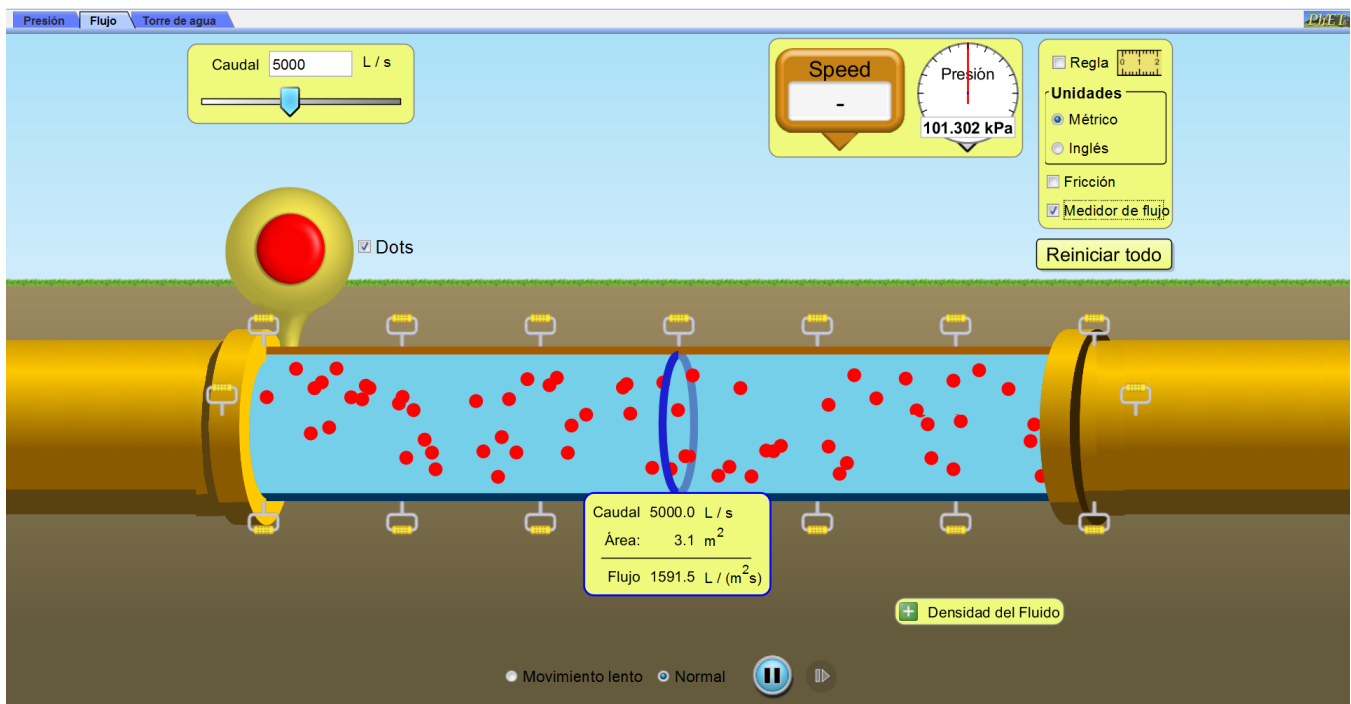 Presión Flujo Torre de agua
PhET
Caudal 5000 L / s
Speed
-
Presión
101.302 kPa
Regla 0 1 2
Unidades
Métrico
Inglés
Fricción
Medidor de flujo
Reiniciar todo
Dots
Caudal 5000.0 L / s
Área: 3.1 m²
Flujo 1591.5 L / (m²s)
Densidad del Fluido
Movimiento lento Normal